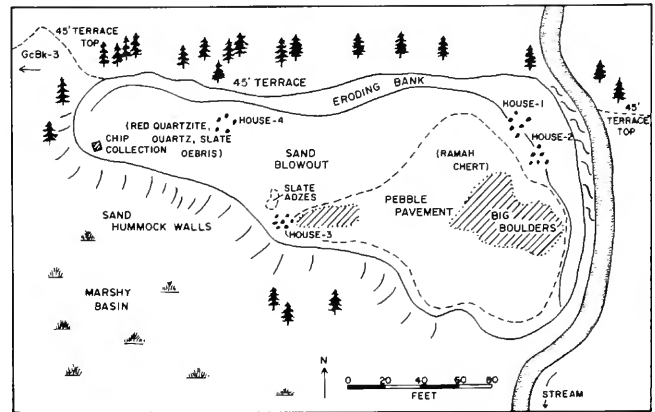 45' TERRACE
TOP
GcBk-3
45' TERRACE
ERODING BANK
45'
TERRACE
TOP
HOUSE-1
HOUSE-2
HOUSE-4
(RED QUARTZITE,
QUARTZ, SLATE
DEBRIS)
CHIP
COLLECTION
SAND
BLOWOUT
(RAMAH
CHERT)
SLATE
ADZES
PEBBLE
PAVEMENT
BIG
BOULDERS
HOUSE-3
SAND
HUMMOCK WALLS
MARSHY
BASIN
N
0 20 40 60 80
FEET
STREAM